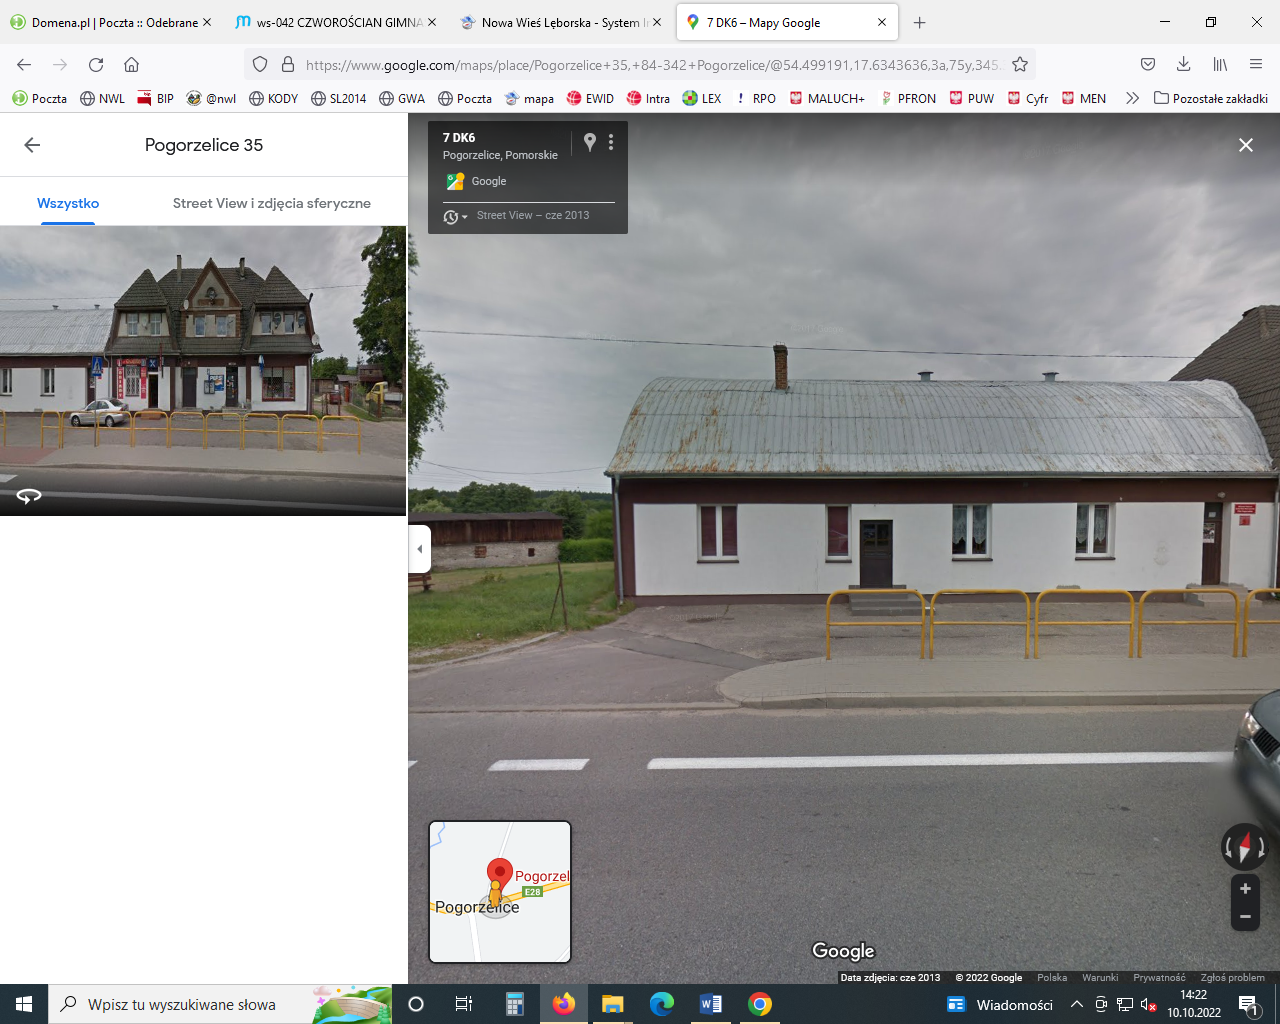 Domena.pl | Poczta :: Odebrane
ws-042 CZWOROŚCIAN GIMNA
Nowa Wieś Lęborska - System In
7 DK6 – Mapy Google
https://www.google.com/maps/place/Pogorzelice+35,+84-342+Pogorzelice/@54.499191,17.6343636,3a,75y,345.
Poczta NWL BIP @nwl KODY SL2014 GWA Poczta mapa EWID Intra LEX RPO MALUCH+ PFRON PUW Cyfr MEN Pozostałe zakładki
Pogorzelice 35
Wszystko
Street View i zdjęcia sferyczne
7 DK6
Pogorzelice, Pomorskie
Google
Street View – cze 2013
Pogorzel
E28
Pogorzelice
Google
Data zdjęcia: cze 2013 © 2022 Google Polska Warunki Prywatność Zgłoś problem
Wpisz tu wyszukiwane słowa
Wiadomości
14:22
10.10.2022
1